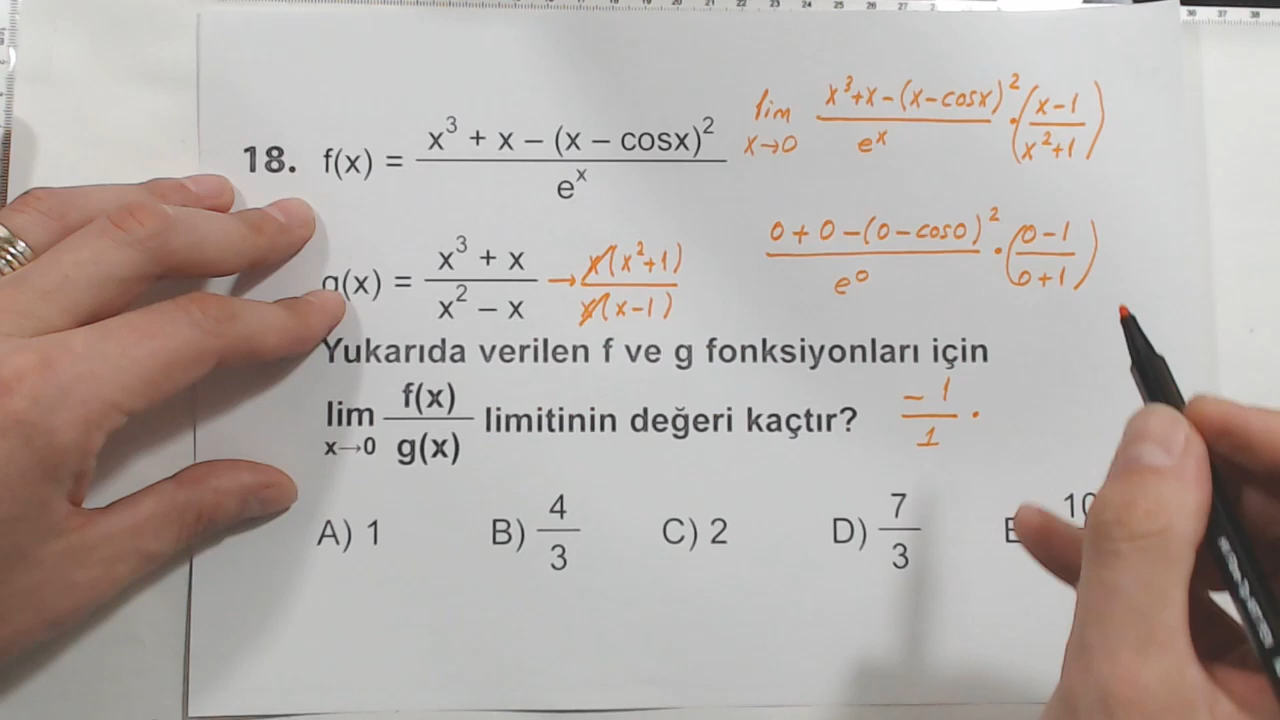 18. f(x) = (x³ + x − (x − cosx)²) / eˣ
lim x→0 (x³+x−(x−cosx)²) / eˣ · ((x−1) / (x²+1))
g(x) = (x³ + x) / (x² − x) → x(x²+1) / x(x−1)
(0+0−(0−cos0)²) / e⁰ · ((0−1) / (0+1))
Yukarıda verilen f ve g fonksiyonları için
lim x→0 f(x) / g(x) limitinin değeri kaçtır?
−1 / 1 ·
A) 1 B) 4/3 C) 2 D) 7/3